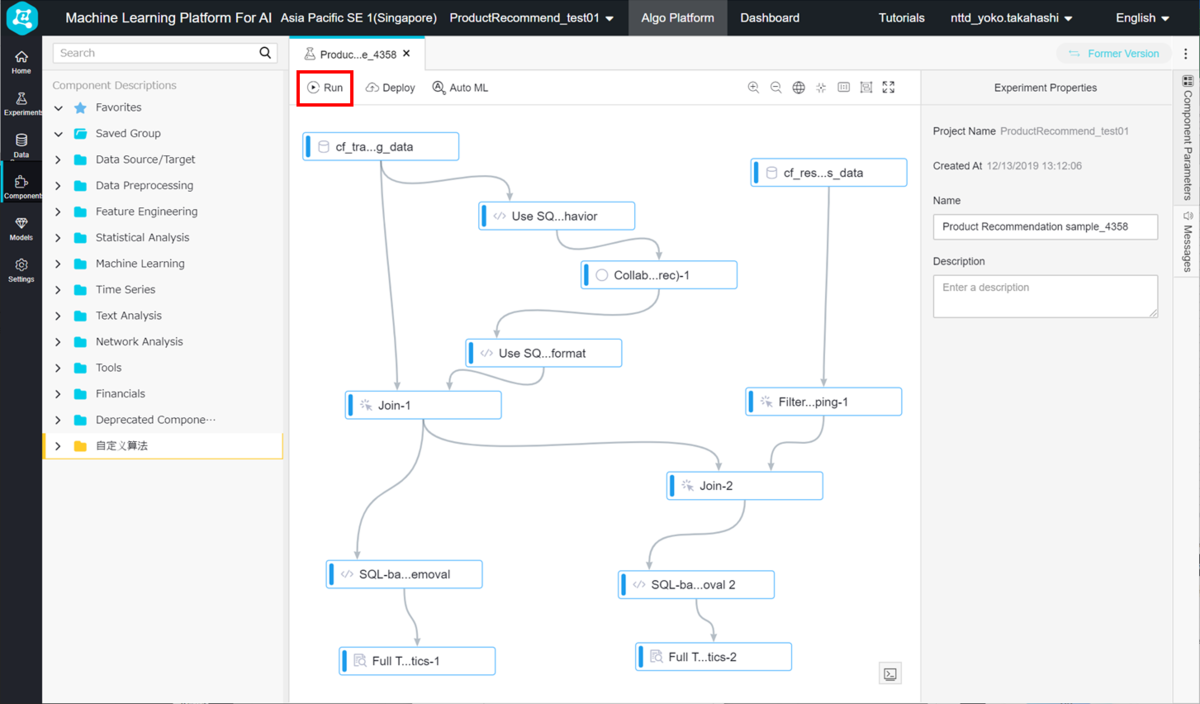 Machine Learning Platform For AI Asia Pacific SE 1(Singapore) ProductRecommend_test01 Algo Platform Dashboard Tutorials nttd_yoko.takahashi English
Home
Experiments
Data
Components
Models
Settings
Search
Component Descriptions
Favorites
Saved Group
Data Source/Target
Data Preprocessing
Feature Engineering
Statistical Analysis
Machine Learning
Time Series
Text Analysis
Network Analysis
Tools
Financials
Deprecated Compone···
自定义算法
Produc...e_4358
Former Version
Run Deploy Auto ML
cf_tra...g_data
cf_res...s_data
Use SQ...havior
Collab...rec)-1
Use SQ...format
Join-1
Filter...ping-1
Join-2
SQL-ba...emoval
SQL-ba...oval 2
Full T...tics-1
Full T...tics-2
Experiment Properties
Project Name ProductRecommend_test01
Created At 12/13/2019 13:12:06
Name
Product Recommendation sample_4358
Description
Enter a description
Component Parameters
Messages